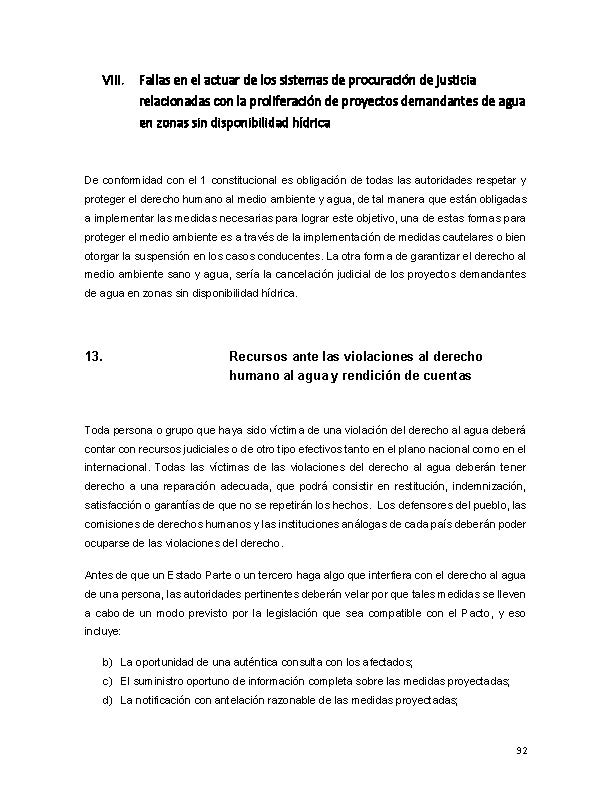 VIII. Fallas en el actuar de los sistemas de procuración de justicia
relacionadas con la proliferación de proyectos demandantes de agua
en zonas sin disponibilidad hídrica
De conformidad con el 1 constitucional es obligación de todas las autoridades respetar y
proteger el derecho humano al medio ambiente y agua, de tal manera que están obligadas
a implementar las medidas necesarias para lograr este objetivo, una de estas formas para
proteger el medio ambiente es a través de la implementación de medidas cautelares o bien
otorgar la suspensión en los casos conducentes. La otra forma de garantizar el derecho al
medio ambiente sano y agua, sería la cancelación judicial de los proyectos demandantes
de agua en zonas sin disponibilidad hídrica.
13. Recursos ante las violaciones al derecho
humano al agua y rendición de cuentas
Toda persona o grupo que haya sido víctima de una violación del derecho al agua deberá
contar con recursos judiciales o de otro tipo efectivos tanto en el plano nacional como en el
internacional. Todas las víctimas de las violaciones del derecho al agua deberán tener
derecho a una reparación adecuada, que podrá consistir en restitución, indemnización,
satisfacción o garantías de que no se repetirán los hechos. Los defensores del pueblo, las
comisiones de derechos humanos y las instituciones análogas de cada país deberán poder
ocuparse de las violaciones del derecho.
Antes de que un Estado Parte o un tercero haga algo que interfiera con el derecho al agua
de una persona, las autoridades pertinentes deberán velar por que tales medidas se lleven
a cabo de un modo previsto por la legislación que sea compatible con el Pacto, y eso
incluye:
b) La oportunidad de una auténtica consulta con los afectados;
c) El suministro oportuno de información completa sobre las medidas proyectadas;
d) La notificación con antelación razonable de las medidas proyectadas;
92